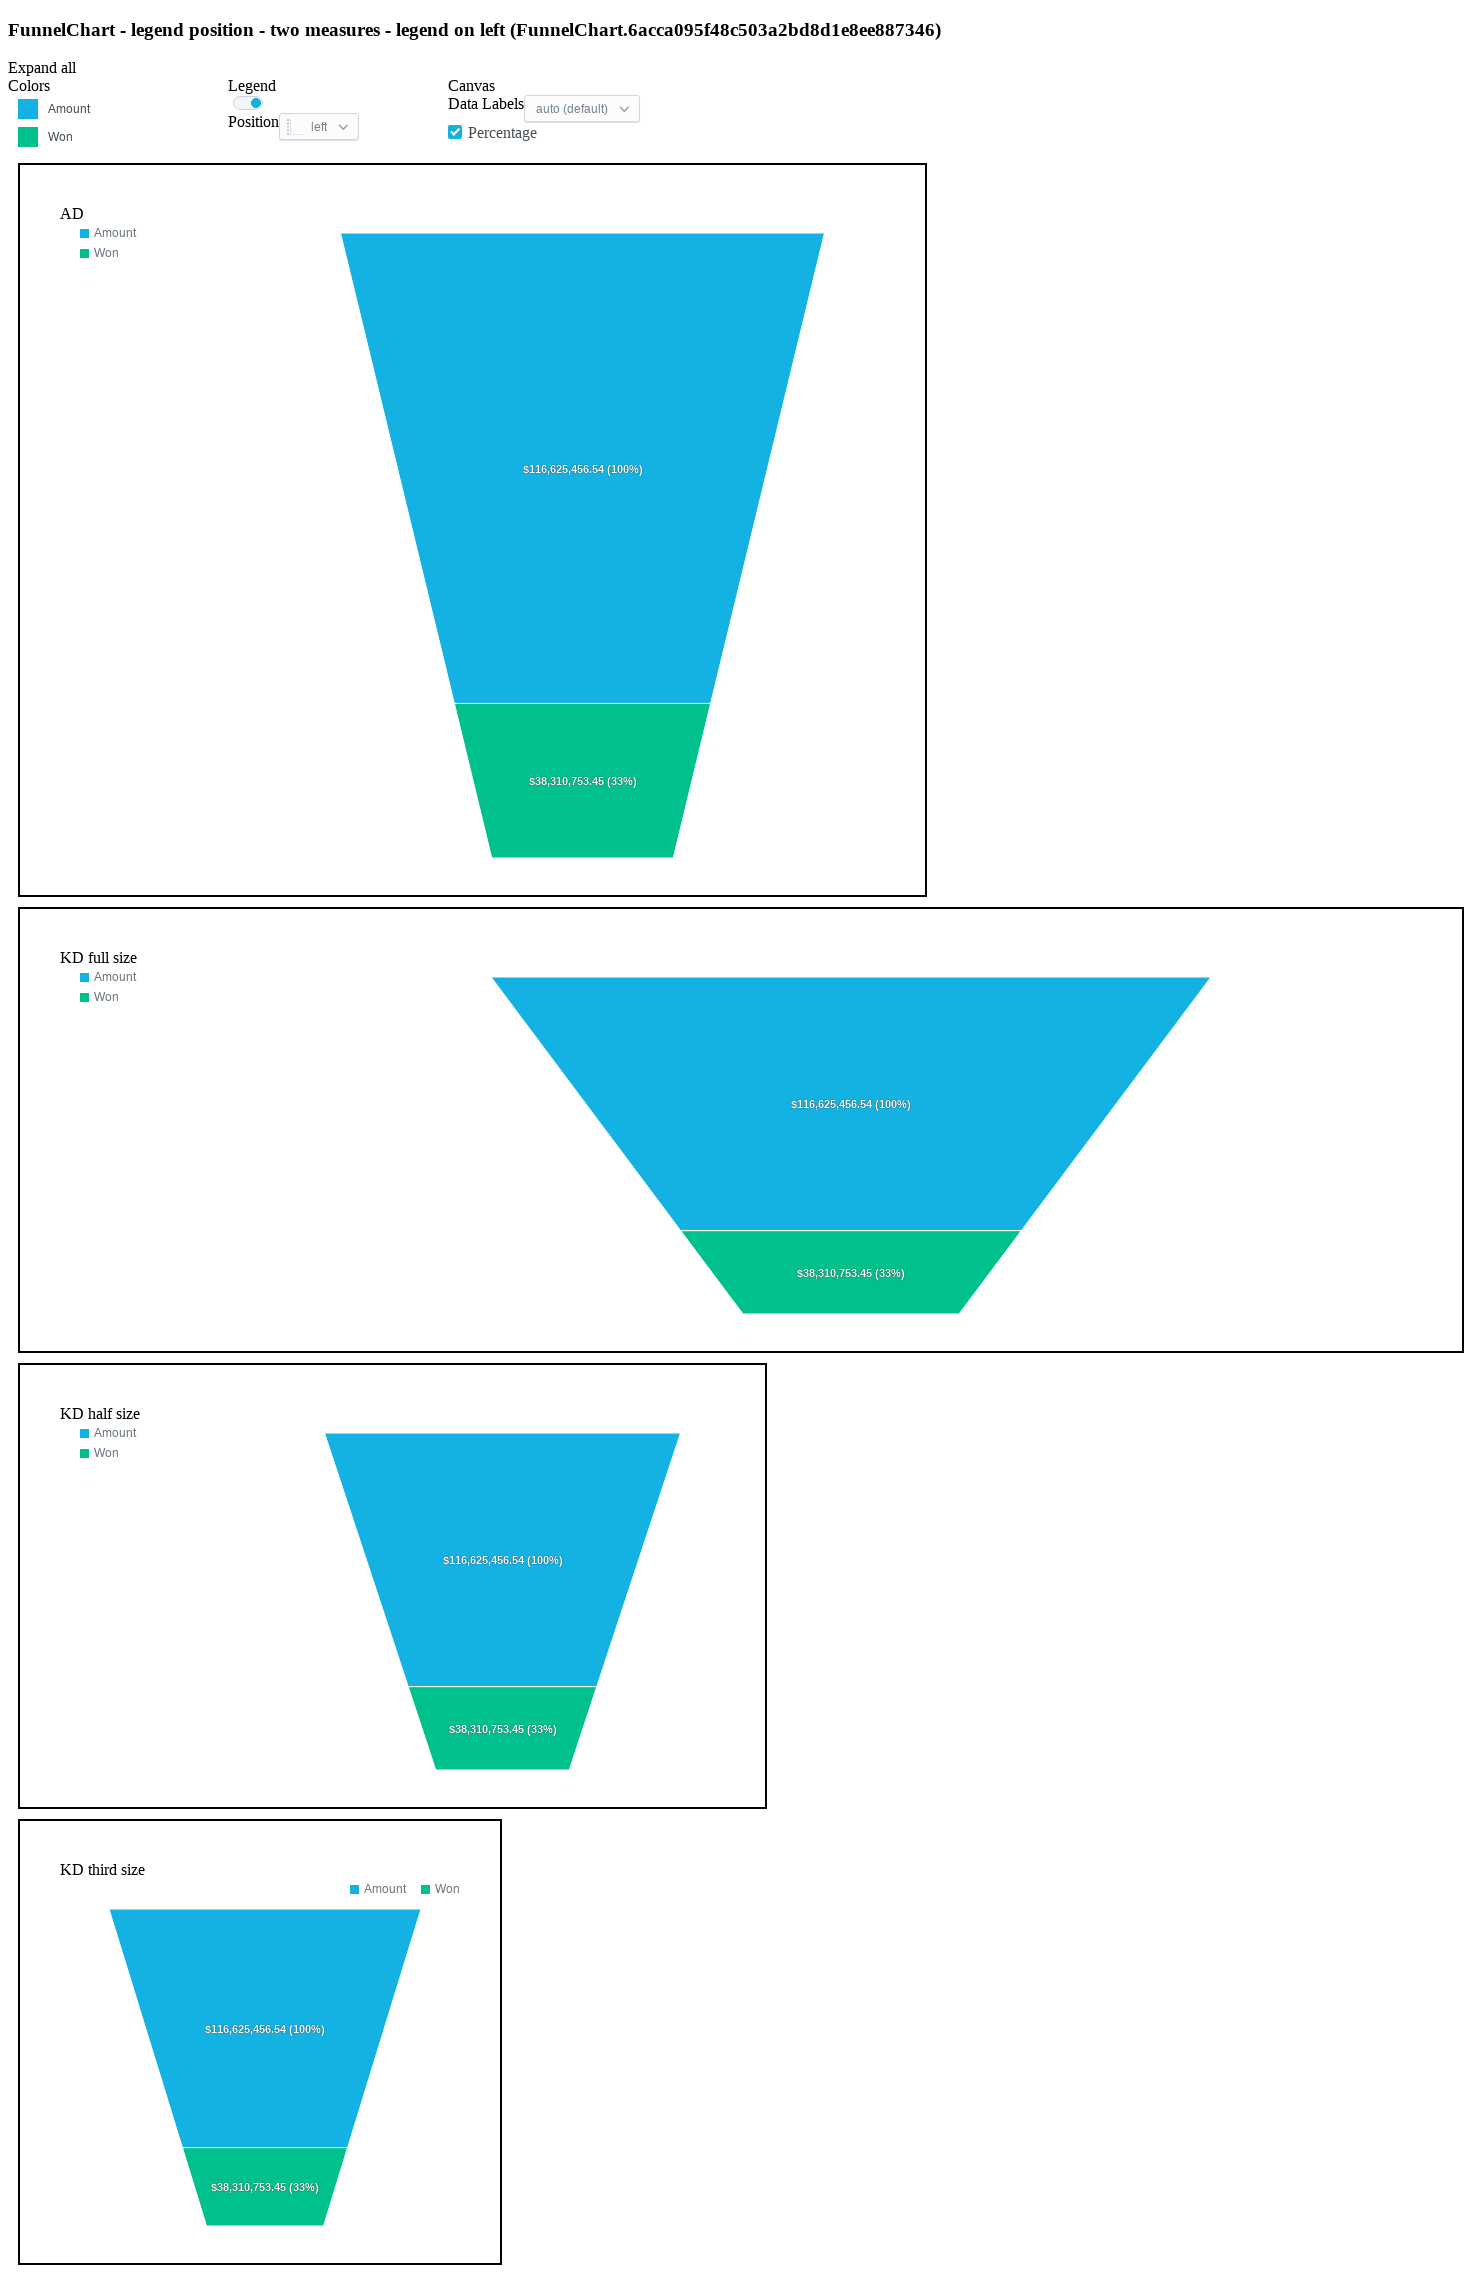 FunnelChart - legend position - two measures - legend on left (FunnelChart.6acca095f48c503a2bd8d1e8ee887346)
Expand all
Colors
Amount
Won
Legend
Position
left
Canvas
Data Labels
auto (default)
Percentage
AD
Amount
Won
$116,625,456.54 (100%)
$38,310,753.45 (33%)
KD full size
Amount
Won
$116,625,456.54 (100%)
$38,310,753.45 (33%)
KD half size
Amount
Won
$116,625,456.54 (100%)
$38,310,753.45 (33%)
KD third size
Amount Won
$116,625,456.54 (100%)
$38,310,753.45 (33%)